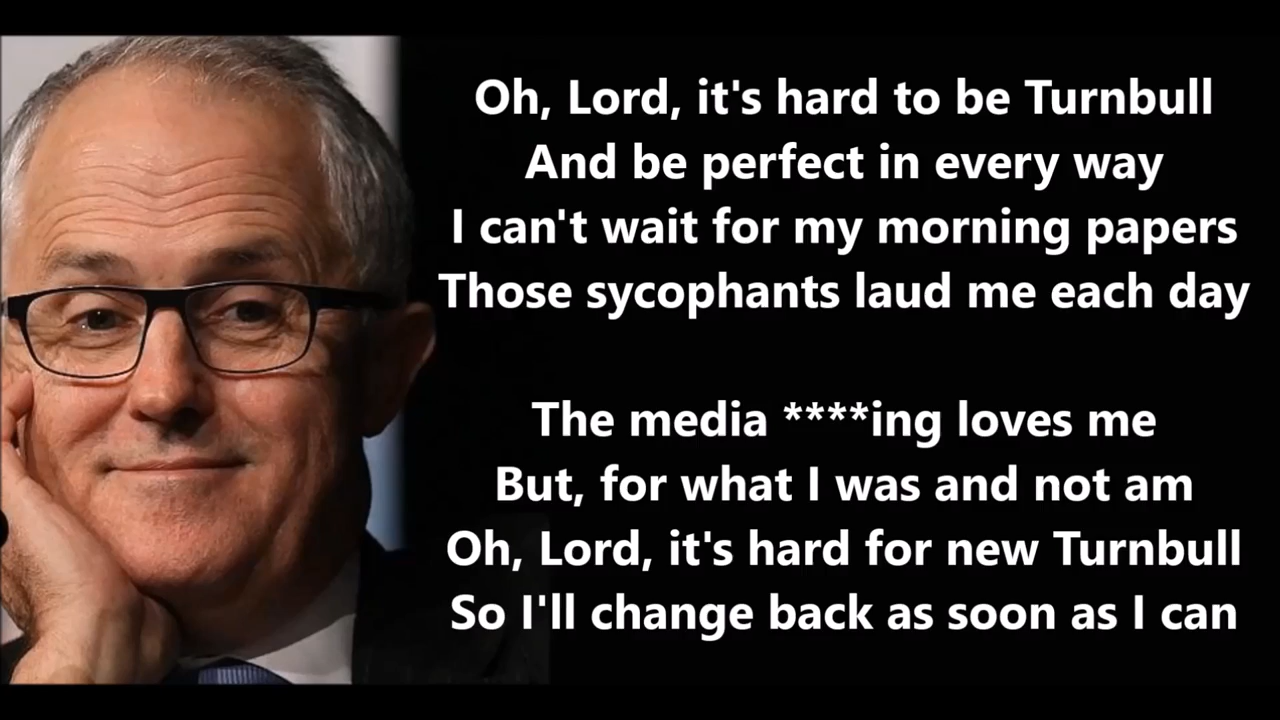 Oh, Lord, it's hard to be Turnbull
And be perfect in every way
I can't wait for my morning papers
Those sycophants laud me each day
The media ****ing loves me
But, for what I was and not am
Oh, Lord, it's hard for new Turnbull
So I'll change back as soon as I can